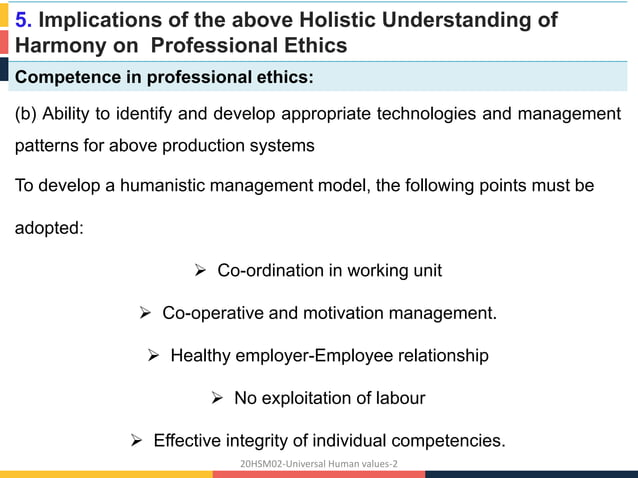 5. Implications of the above Holistic Understanding of
Harmony on Professional Ethics
Competence in professional ethics:
(b) Ability to identify and develop appropriate technologies and management
patterns for above production systems
To develop a humanistic management model, the following points must be
adopted:
➢ Co-ordination in working unit
➢ Co-operative and motivation management.
➢ Healthy employer-Employee relationship
➢ No exploitation of labour
➢ Effective integrity of individual competencies.
20HSM02-Universal Human values-2